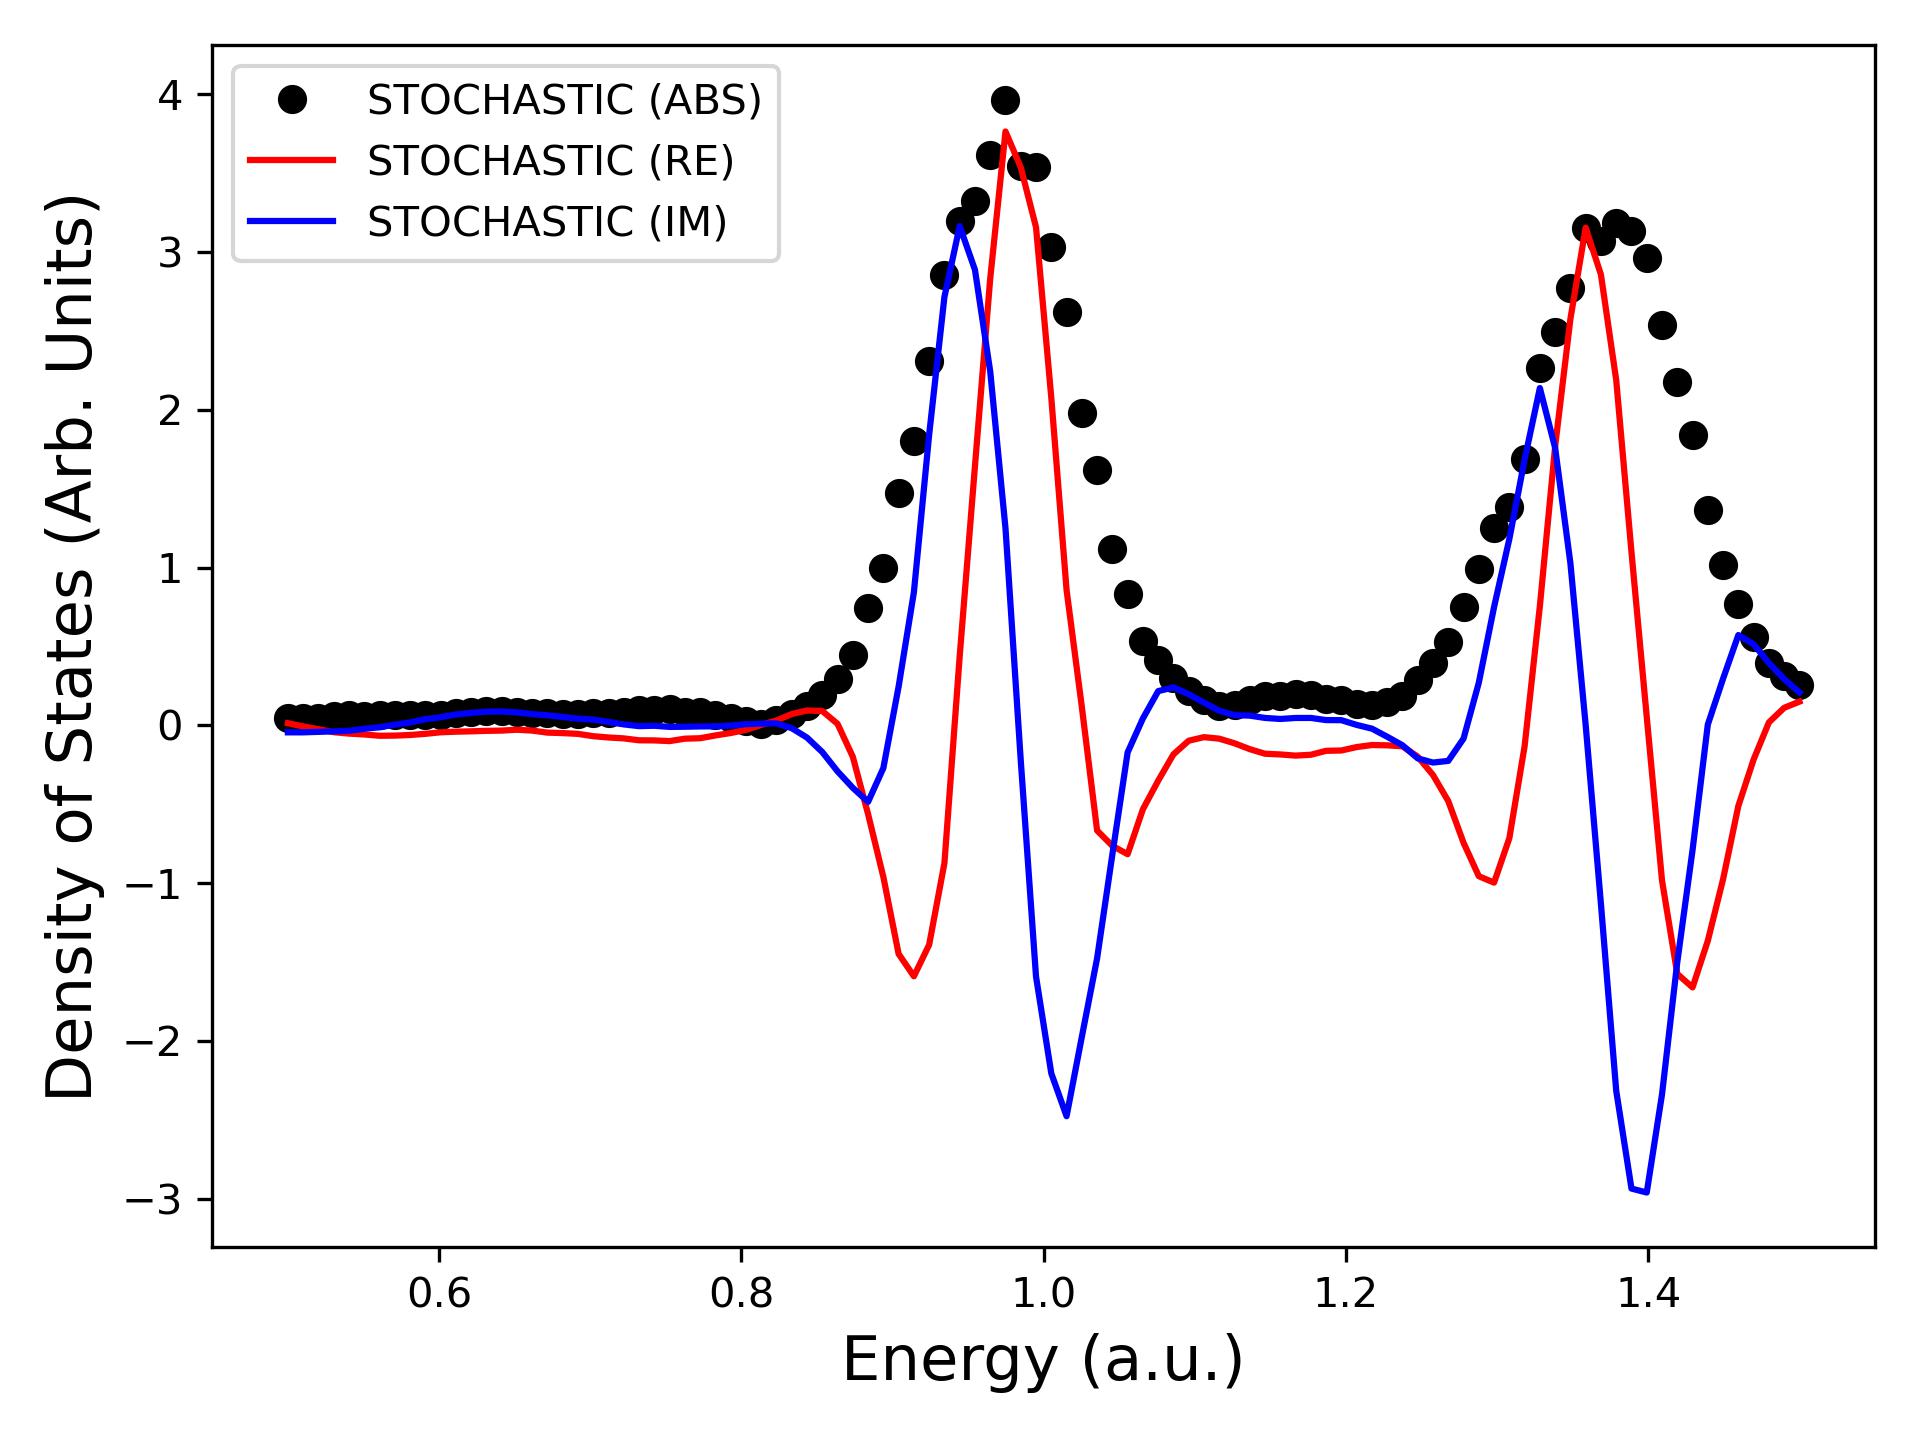 STOCHASTIC (ABS)
STOCHASTIC (RE)
STOCHASTIC (IM)
Density of States (Arb. Units)
4
3
2
1
0
−1
−2
−3
0.6
0.8
1.0
1.2
1.4
Energy (a.u.)